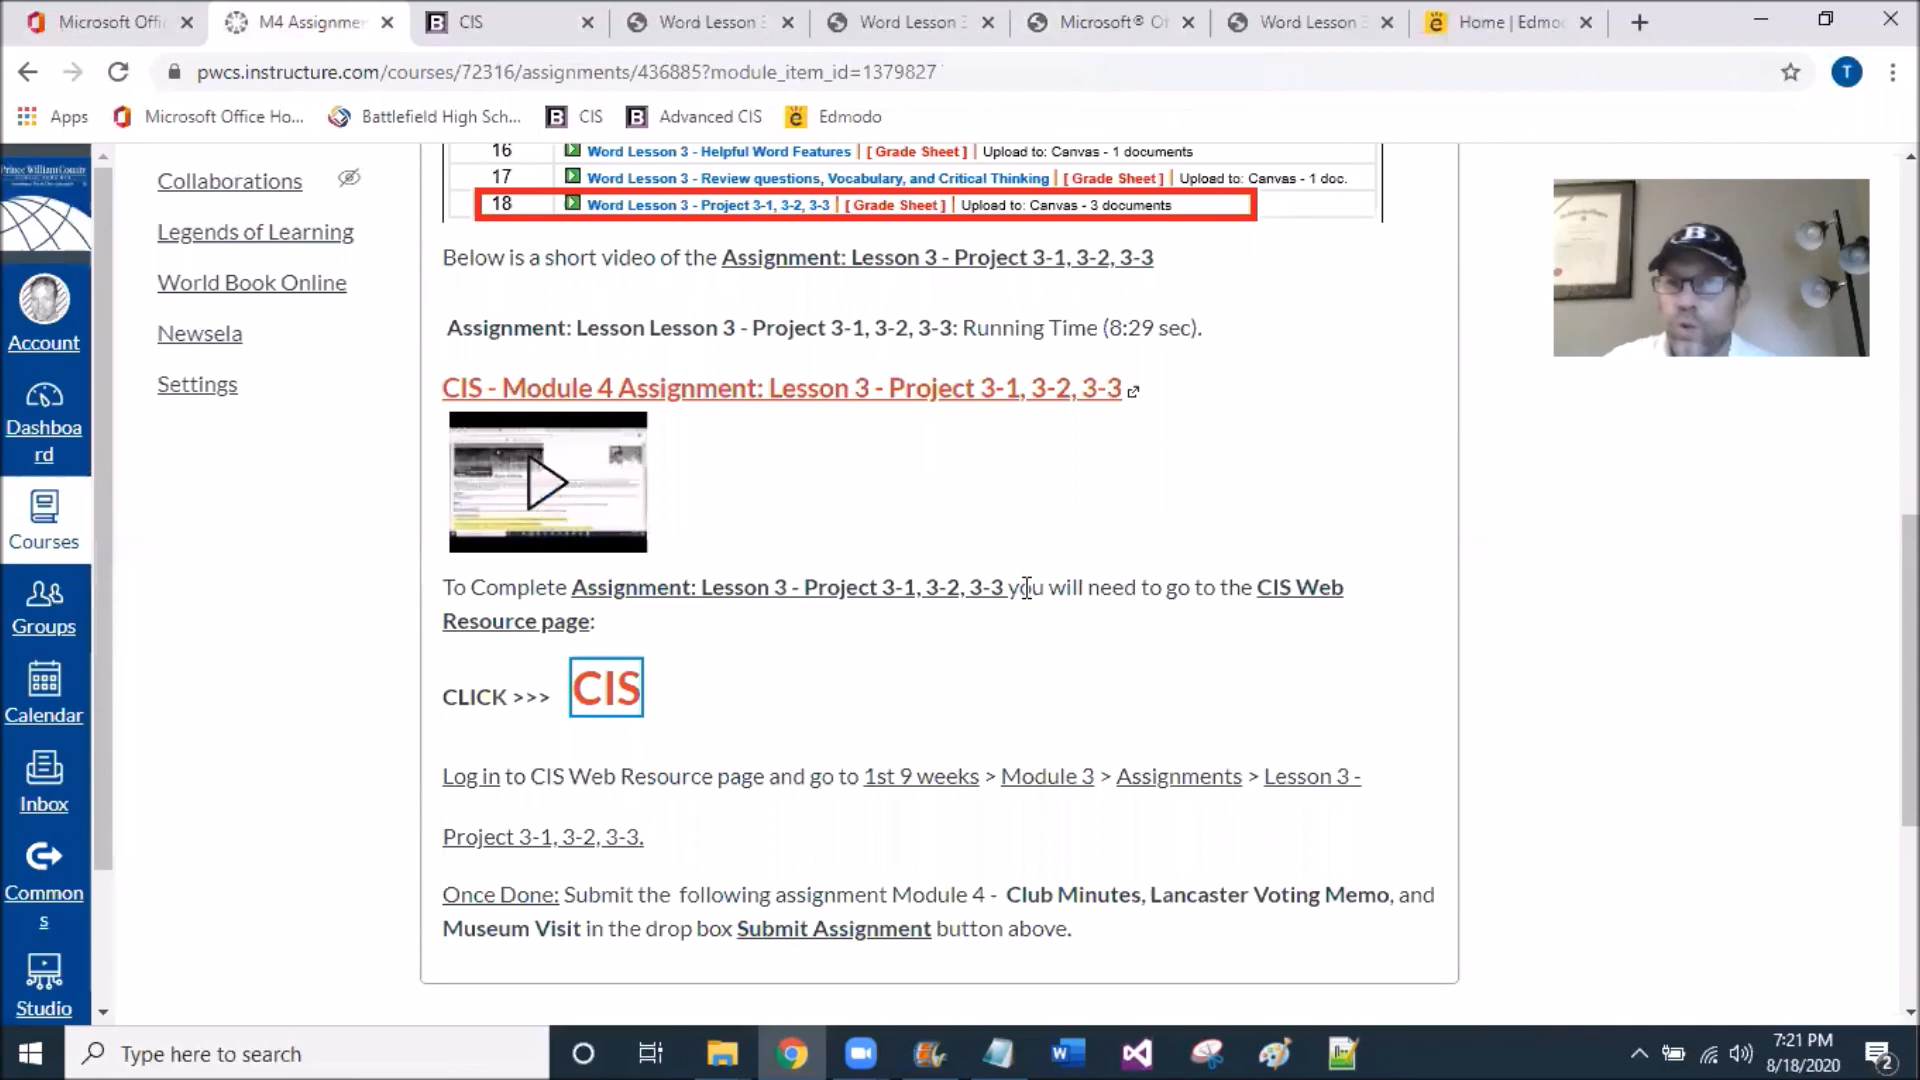 Microsoft Offi
M4 Assignme
CIS
Word Lesson 3
Word Lesson 3
Microsoft® Of
Word Lesson 3
Home | Edmo
pwcs.instructure.com/courses/72316/assignments/436885?module_item_id=1379827
T
Apps
Microsoft Office Ho...
Battlefield High Sch...
CIS
Advanced CIS
Edmodo
Prince William County
Account
Dashboa
rd
Courses
Groups
Calendar
Inbox
Common
s
Studio
Collaborations
Legends of Learning
World Book Online
Newsela
Settings
16 Word Lesson 3 - Helpful Word Features | [ Grade Sheet ] | Upload to: Canvas - 1 documents
17 Word Lesson 3 - Review questions, Vocabulary, and Critical Thinking | [ Grade Sheet ] | Upload to: Canvas - 1 doc.
18 Word Lesson 3 - Project 3-1, 3-2, 3-3 | [ Grade Sheet ] | Upload to: Canvas - 3 documents
Below is a short video of the Assignment: Lesson 3 - Project 3-1, 3-2, 3-3
Assignment: Lesson Lesson 3 - Project 3-1, 3-2, 3-3: Running Time (8:29 sec).
CIS - Module 4 Assignment: Lesson 3 - Project 3-1, 3-2, 3-3
To Complete Assignment: Lesson 3 - Project 3-1, 3-2, 3-3 you will need to go to the CIS Web
Resource page:
CLICK >>> CIS
Log in to CIS Web Resource page and go to 1st 9 weeks > Module 3 > Assignments > Lesson 3 -
Project 3-1, 3-2, 3-3.
Once Done: Submit the following assignment Module 4 - Club Minutes, Lancaster Voting Memo, and
Museum Visit in the drop box Submit Assignment button above.
B
Type here to search
7:21 PM
8/18/2020
2